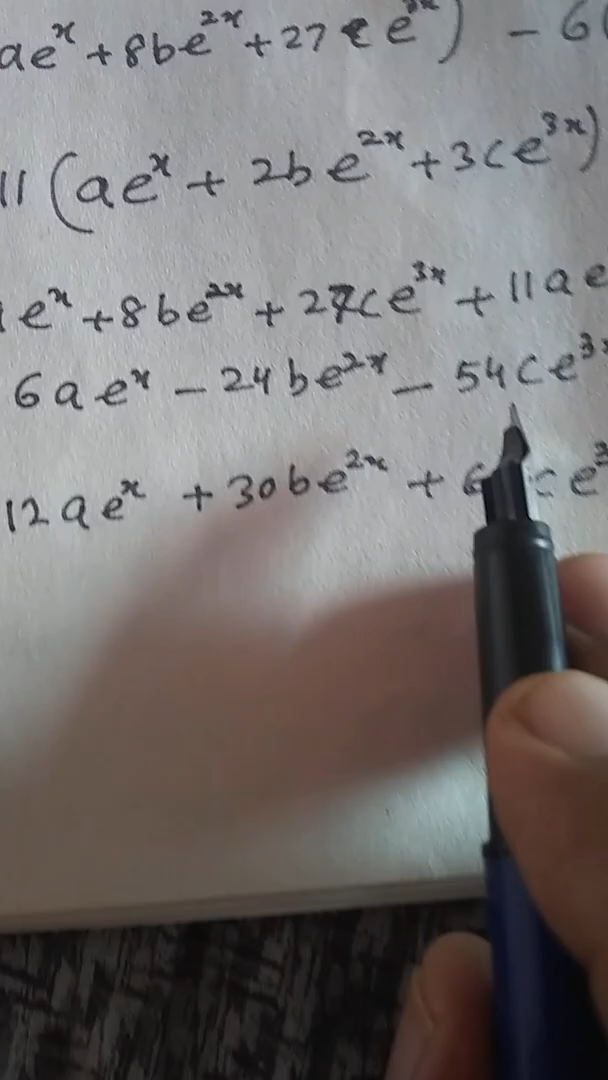 ae^x + 8be^2x + 27ce^3x) - 6(
11 (ae^x + 2be^2x + 3ce^3x)
e^x + 8be^2x + 27ce^3x + 11ae
6ae^x - 24be^2x - 54ce^3x
12ae^x + 30be^2x + 6 ce^3